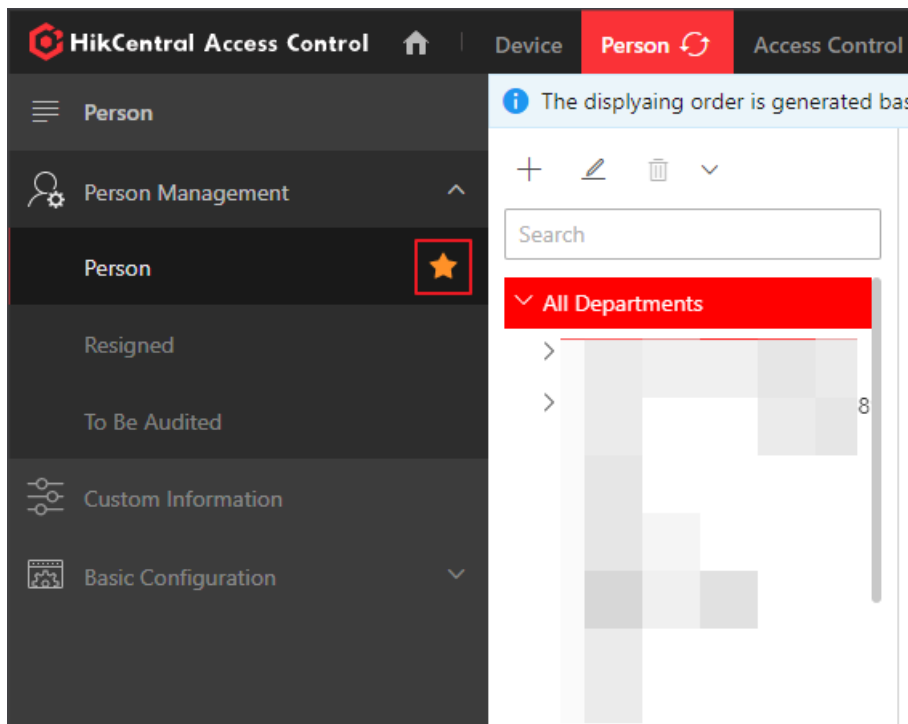 HikCentral Access Control
Device
Person
Access Control
Person
The displyaing order is generated bas
Person Management
Search
Person
All Departments
Resigned
8
To Be Audited
Custom Information
Basic Configuration